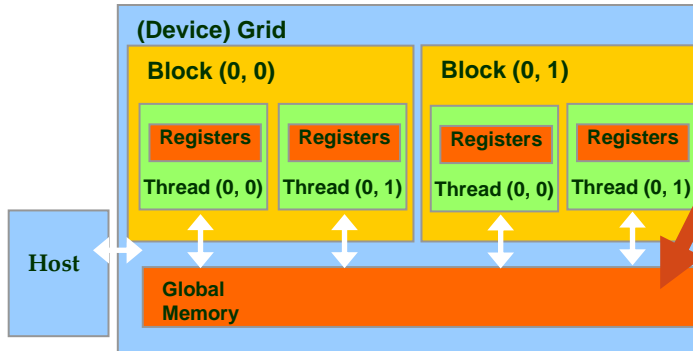 (Device) Grid
Block (0, 0)
Block (0, 1)
Registers
Registers
Registers
Registers
Thread (0, 0)
Thread (0, 1)
Thread (0, 0)
Thread (0, 1)
Host
Global
Memory